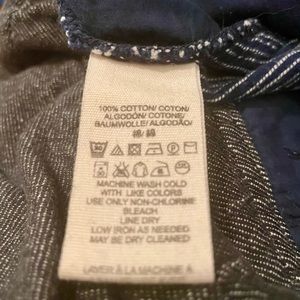 100% COTTON/ COTON/
ALGODÓN/ COTONE/
BAUMWOLLE/ ALGODÃO/
棉/ 綿
MACHINE WASH COLD
WITH LIKE COLORS
USE ONLY NON-CHLORINE
BLEACH
LINE DRY
LOW IRON AS NEEDED
MAY BE DRY CLEANED
LAVER À LA MACHINE À